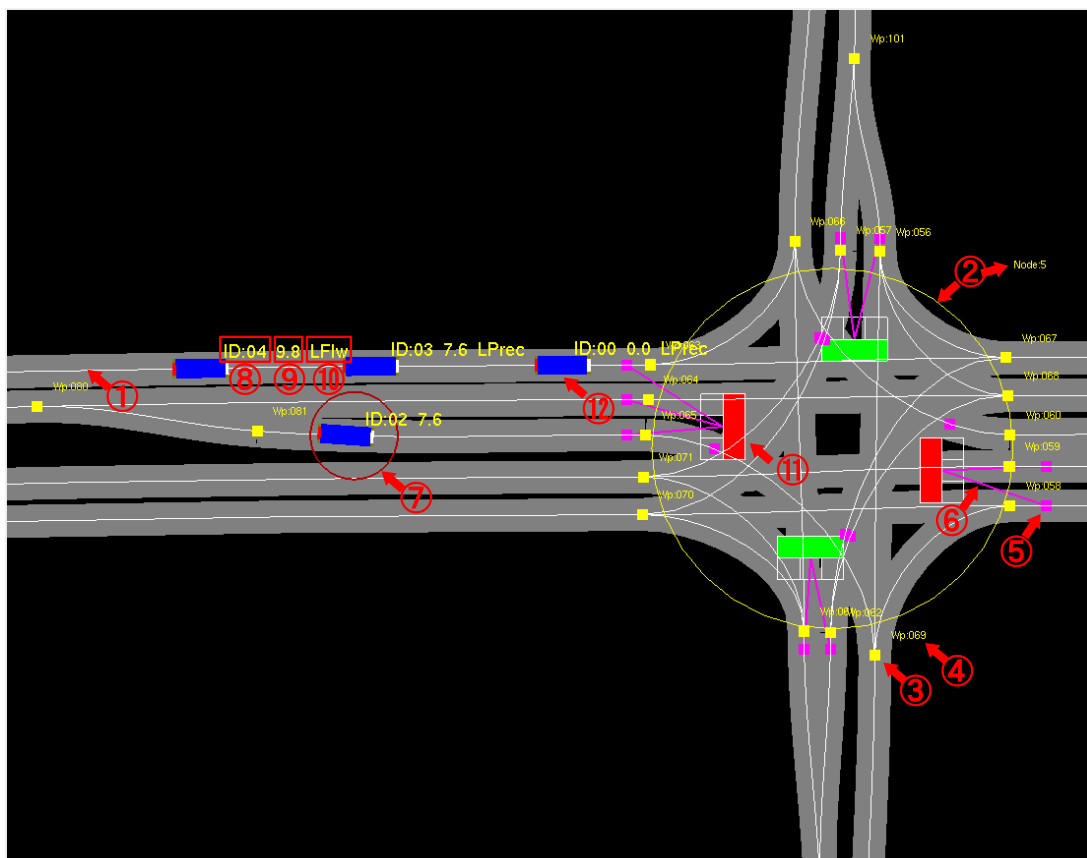 Wp:101
Wp:066
Wp:057
Wp:056
② Node:5
Wp:067
ID:04 9.8 LFlw
ID:03 7.6 LPrec
ID:00 0.0 LPrec
⑧ ⑨ ⑩
①
Wp:080
Wp:064
⑫
Wp:068
Wp:081
ID:02 7.6
Wp:065
Wp:060
Wp:071
Wp:059
⑦
⑪
Wp:070
Wp:058
⑥
⑤
Wp:062
Wp:069
④
③